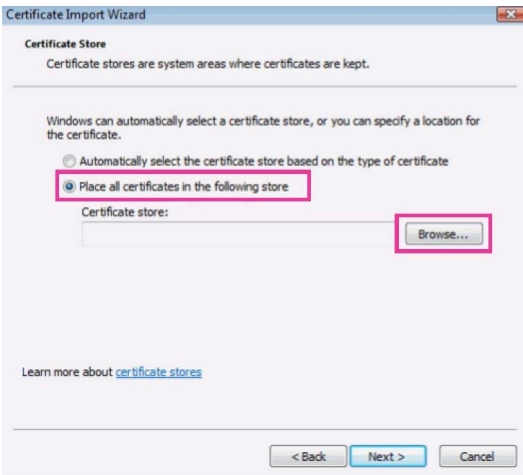 Certificate Import Wizard
Certificate Store
Certificate stores are system areas where certificates are kept.
Windows can automatically select a certificate store, or you can specify a location for
the certificate.
Automatically select the certificate store based on the type of certificate
Place all certificates in the following store
Certificate store:
Browse...
Learn more about certificate stores
< Back Next > Cancel